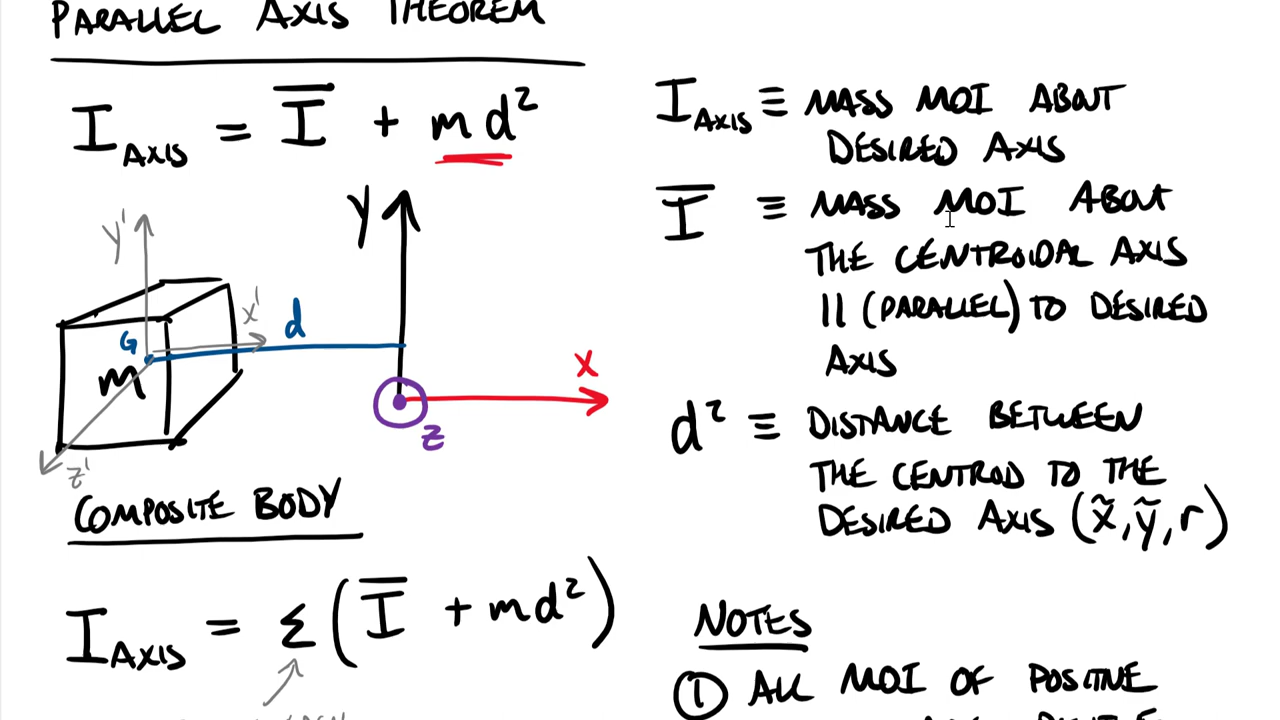 PARALLEL AXIS THEOREM
I_AXIS = Ī + md²
I_AXIS ≡ MASS MOI ABOUT
DESIRED AXIS
Ī ≡ MASS MOI ABOUT
THE CENTROIDAL AXIS
|| (PARALLEL) TO DESIRED
AXIS
d² ≡ DISTANCE BETWEEN
THE CENTROD TO THE
DESIRED AXIS (x̃, ỹ, r)
y'
x'
z'
G
m
d
y
x
z
COMPOSITE BODY
I_AXIS = Σ(Ī + md²)
NOTES
① ALL MOI OF POSITIVE